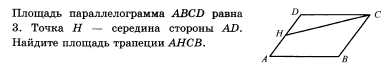 Площадь параллелограмма ABCD равна
3. Точка H — середина стороны AD.
Найдите площадь трапеции AHCB.
D
C
H
A
B